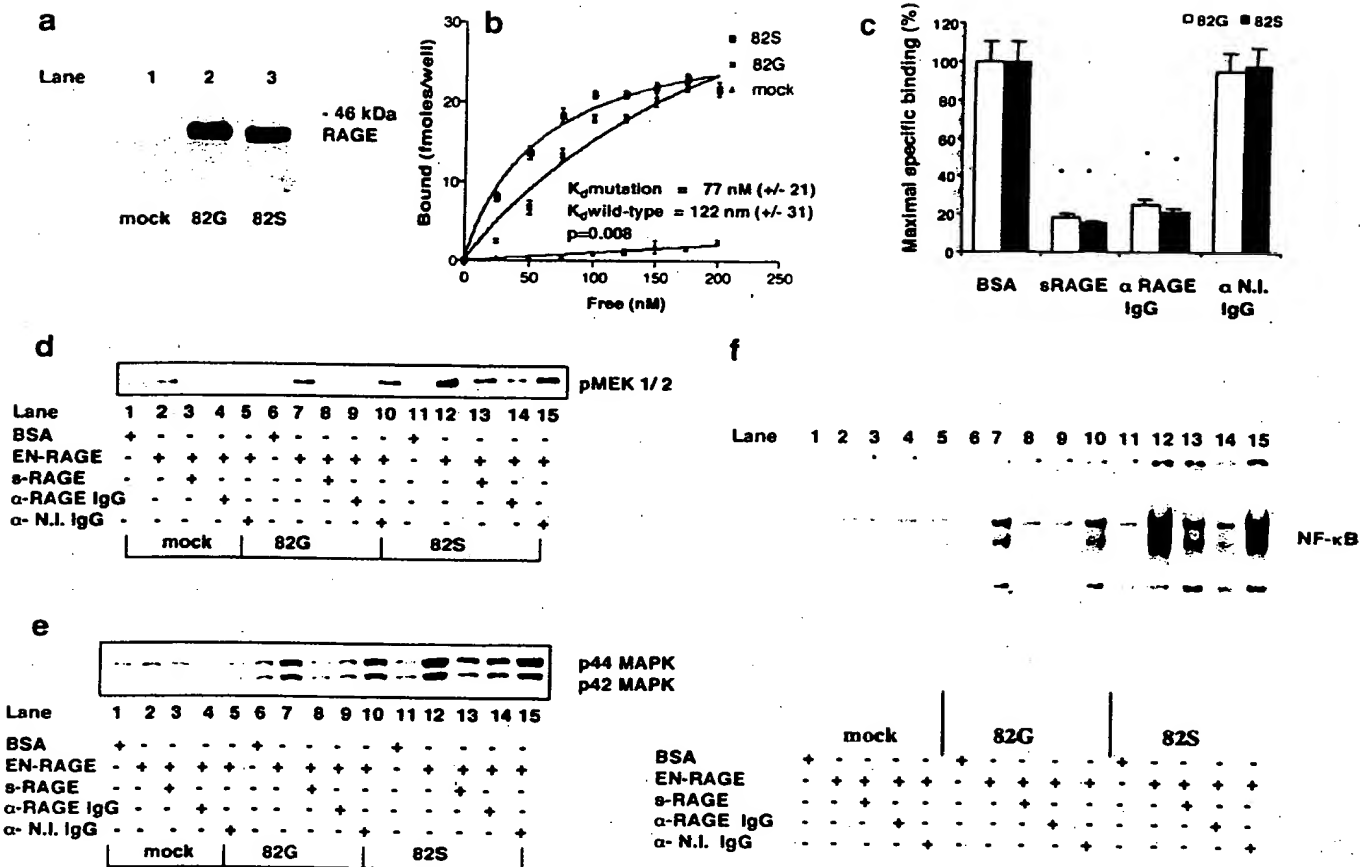 a
Lane 1 2 3
- 46 kDa
RAGE
mock 82G 82S
b
30
20
10
0
Bound (fmoles/well)
82S
82G
mock
Kdmutation = 77 nM (+/- 21)
Kdwild-type = 122 nm (+/- 31)
p=0.008
0 50 100 150 200 250
Free (nM)
c
82G 82S
Maximal specific binding (%)
120
100
80
60
40
20
0
BSA sRAGE α RAGE IgG α N.I. IgG
d
pMEK 1/2
Lane 1 2 3 4 5 6 7 8 9 10 11 12 13 14 15
BSA + - - - - + - - - - + - - - -
EN-RAGE - + + + + - + + + + - + + + +
s-RAGE - - + - - - - + - - - - + - -
α-RAGE IgG - - - + - - - - + - - - - + -
α- N.I. IgG - - - - + - - - - + - - - - +
mock 82G 82S
e
p44 MAPK
p42 MAPK
Lane 1 2 3 4 5 6 7 8 9 10 11 12 13 14 15
BSA + - - - - + - - - - + - - - -
EN-RAGE - + + + + - + + + + - + + + +
s-RAGE - - + - - - - + - - - - + - -
α-RAGE IgG - - - + - - - - + - - - - + -
α- N.I. IgG - - - - + - - - - + - - - - +
mock 82G 82S
f
Lane 1 2 3 4 5 6 7 8 9 10 11 12 13 14 15
NF-κB
mock 82G 82S
BSA + - - - - + - - - - + - - - -
EN-RAGE - + + + + - + + + + - + + + +
s-RAGE - - + - - - - + - - - - + - -
α-RAGE IgG - - - + - - - - + - - - - + -
α- N.I. IgG - - - - + - - - - + - - - - +